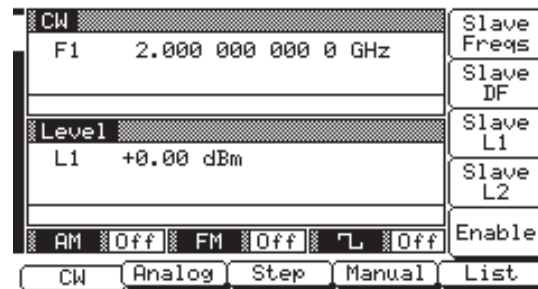 CW
F1 2.000 000 000 0 GHz
Level
L1 +0.00 dBm
AM Off FM Off Off
Slave Freqs
Slave DF
Slave L1
Slave L2
Enable
CW Analog Step Manual List